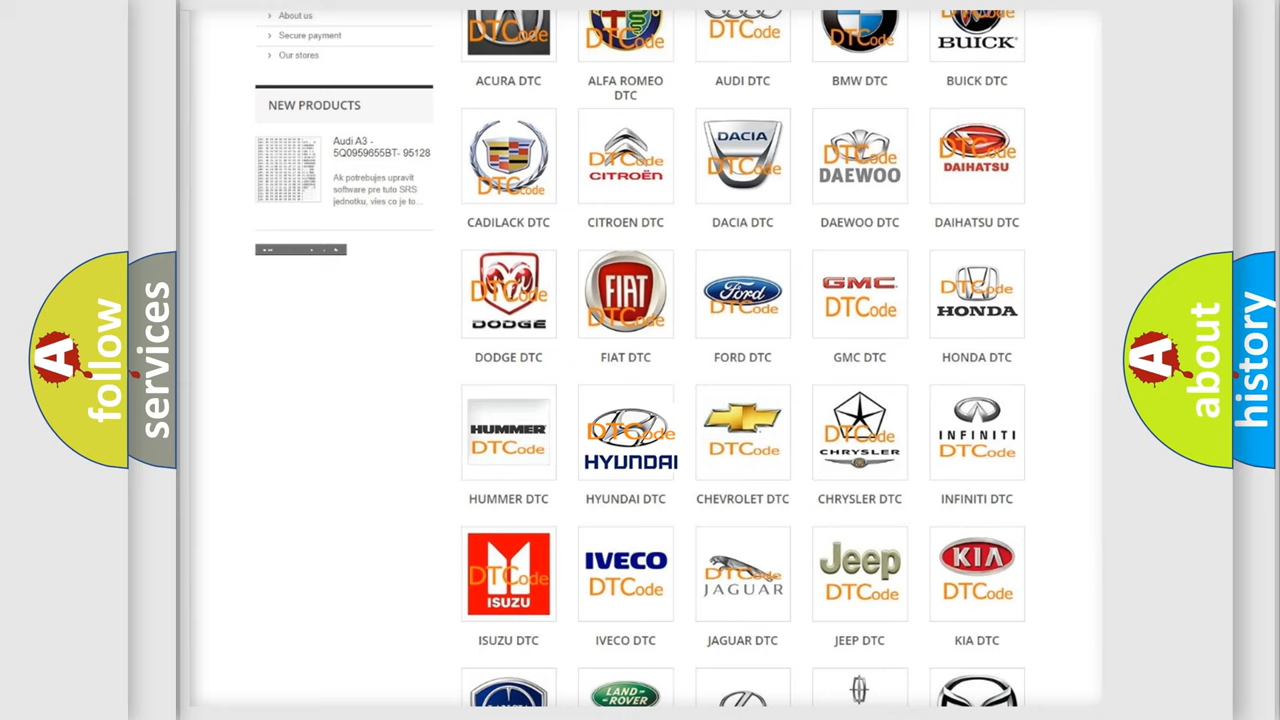 About us
Secure payment
Our stores
NEW PRODUCTS
Audi A3 -
5Q0959655BT- 95128
Ak potrebujes upravit
software pre tuto SRS
jednotku, vies co je to...
DTCode
DTCode
DTCode
DTCode
BUICK
ACURA DTC
ALFA ROMEO
DTC
AUDI DTC
BMW DTC
BUICK DTC
DTCode
DTCode
CITROËN
DACIA
DTCode
DTCode
DAEWOO
DTCode
DAIHATSU
CADILACK DTC
CITROEN DTC
DACIA DTC
DAEWOO DTC
DAIHATSU DTC
DTCode
DODGE
FIAT
DTCode
Ford
DTCode
GMC
DTCode
DTCode
HONDA
DODGE DTC
FIAT DTC
FORD DTC
GMC DTC
HONDA DTC
HUMMER
DTCode
DTCode
HYUNDAI
DTCode
DTCode
CHRYSLER
INFINITI
DTCode
HUMMER DTC
HYUNDAI DTC
CHEVROLET DTC
CHRYSLER DTC
INFINITI DTC
DTCode
ISUZU
IVECO
DTCode
DTCode
JAGUAR
Jeep
DTCode
KIA
DTCode
ISUZU DTC
IVECO DTC
JAGUAR DTC
JEEP DTC
KIA DTC
LAND-
ROVER
A
follow
services
A
about
history